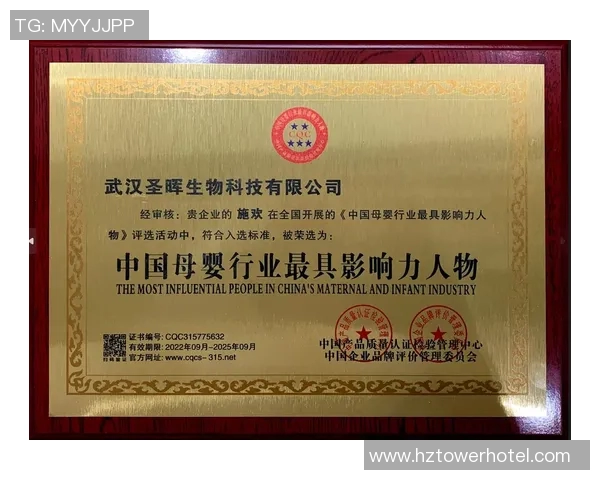 TG: MYYJJPP
CQC
武汉圣晖生物科技有限公司
经审核：贵企业的 施欢 在全国开展的《中国母婴行业最具影响力人
物》评选活动中，符合入选标准，被荣选为：
中国母婴行业最具影响力人物
THE MOST INFLUENTIAL PEOPLE IN CHINA'S MATERNAL AND INFANT INDUSTRY
证书编号: CQC315775632
有效期限: 2022年09月-2025年09月
官方网址: www.cqcs-315.net
扫码查证
中国产品质量认证检验管理中心
中国企业品牌评价管理委员会
www.hztowerhotel.com